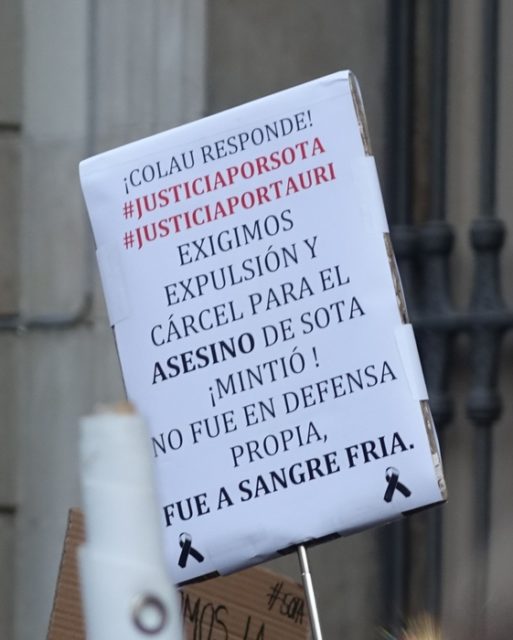 ¡COLAU RESPONDE!
#JUSTICIAPORSOTA
#JUSTICIAPORTAURI
EXIGIMOS
EXPULSIÓN Y
CÁRCEL PARA EL
ASESINO DE SOTA
¡MINTIÓ !
NO FUE EN DEFENSA
PROPIA,
FUE A SANGRE FRIA.
#SOTA